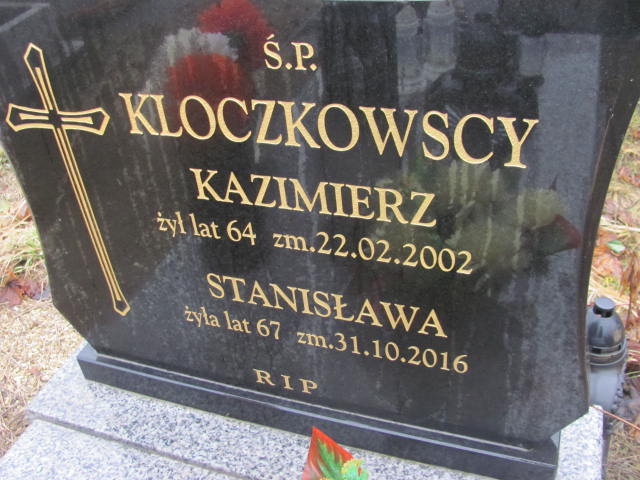 Ś.P.
KLOCZKOWSCY
KAZIMIERZ
żył lat 64 zm.22.02.2002
STANISŁAWA
żyła lat 67 zm.31.10.2016
RIP